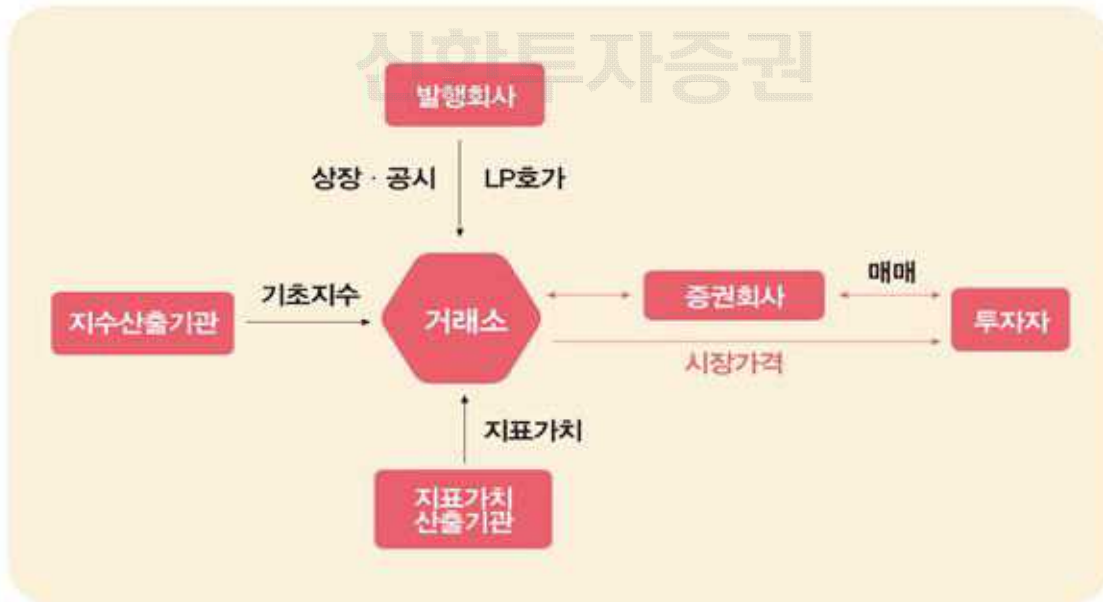 신한투자증권
발행회사
상장 · 공시
LP호가
기초지수
지수산출기관
거래소
증권회사
매매
투자자
시장가격
지표가치
지표가치
산출기관